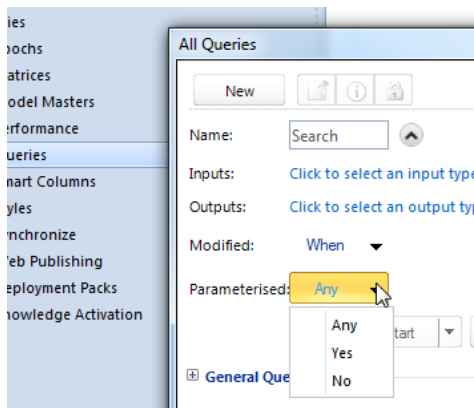 ies
pochs
atrices
odel Masters
erformance
ueries
mart Columns
yles
ynchronize
eb Publishing
eployment Packs
nowledge Activation
All Queries
New
Name: Search
Inputs: Click to select an input type
Outputs: Click to select an output typ
Modified: When
Parameterised: Any
Any
Yes
No
tart
General Que